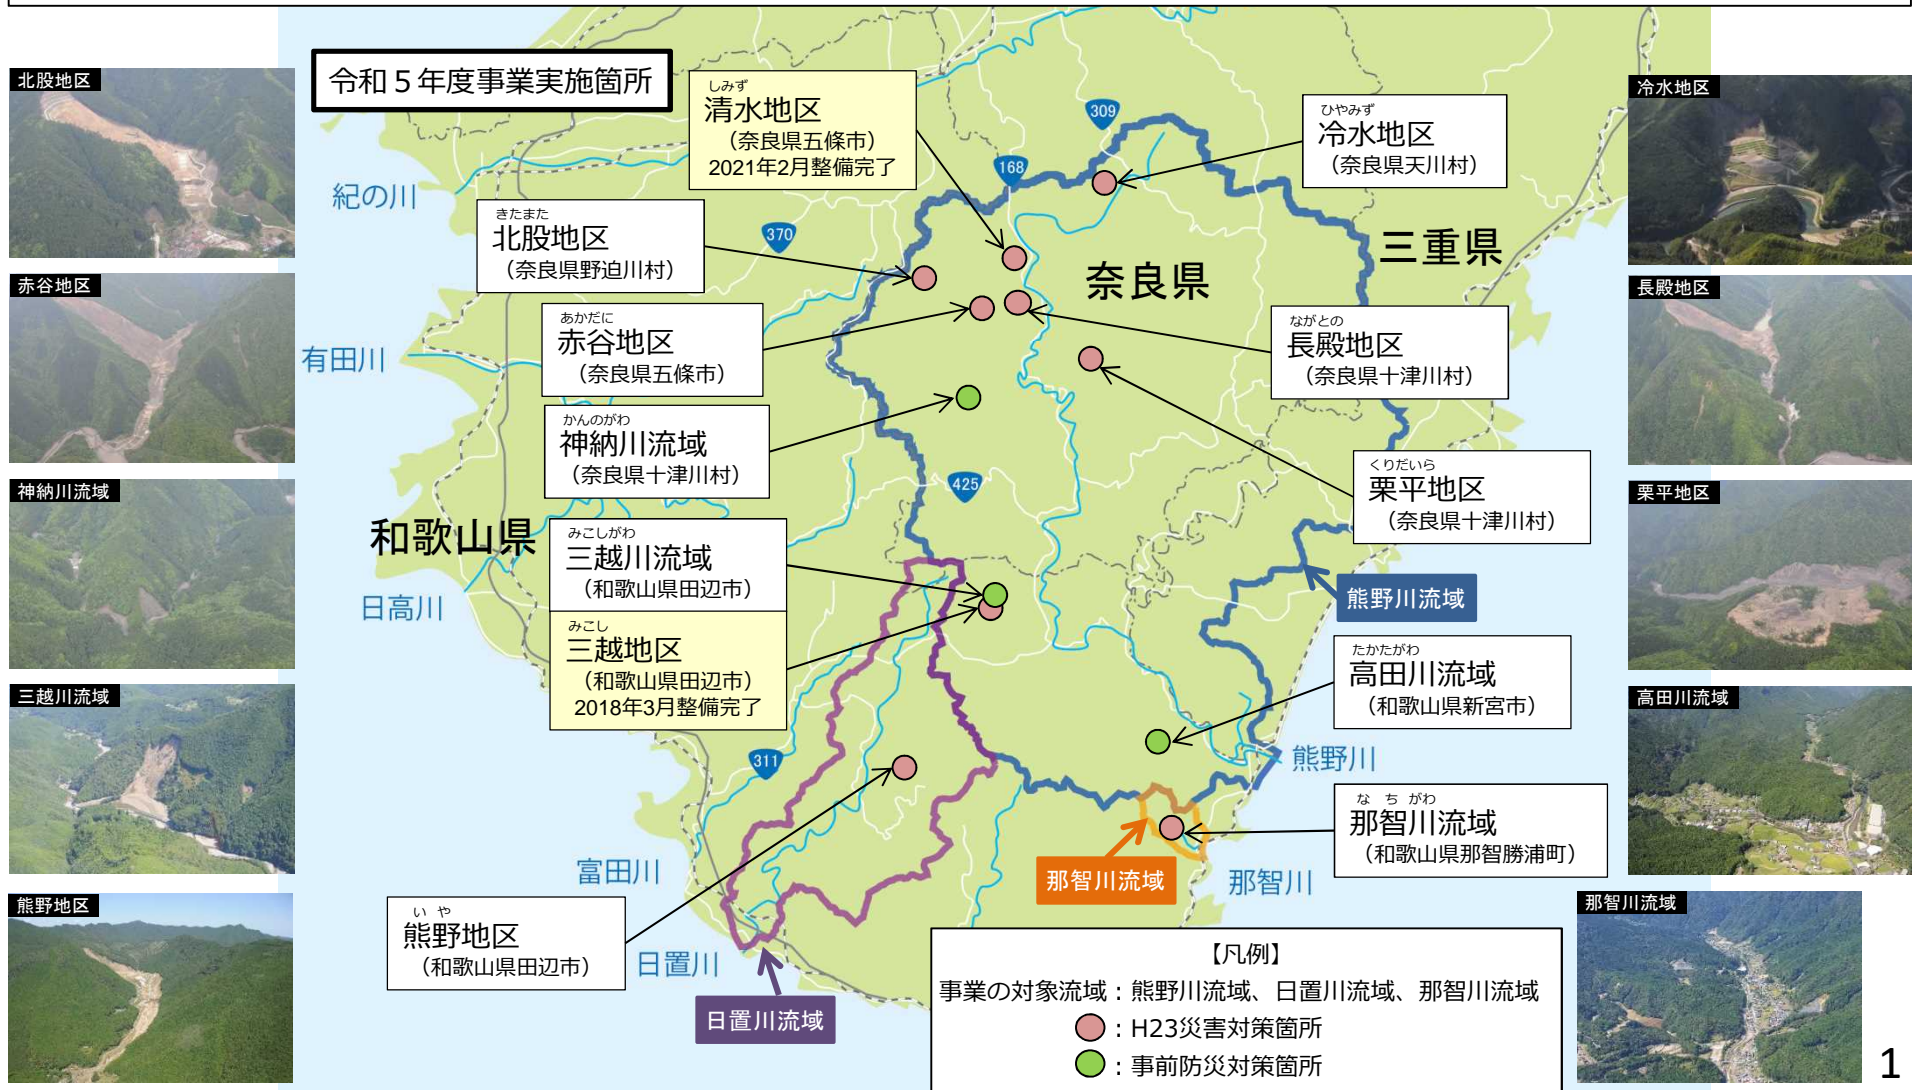 令和５年度事業実施箇所
北股地区
赤谷地区
神納川流域
三越川流域
熊野地区
冷水地区
長殿地区
栗平地区
高田川流域
那智川流域
しみず
清水地区
（奈良県五條市）
2021年2月整備完了
ひやみず
冷水地区
（奈良県天川村）
きたまた
北股地区
（奈良県野迫川村）
あかだに
赤谷地区
（奈良県五條市）
ながとの
長殿地区
（奈良県十津川村）
かんのがわ
神納川流域
（奈良県十津川村）
くりだいら
栗平地区
（奈良県十津川村）
みこしがわ
三越川流域
（和歌山県田辺市）
みこし
三越地区
（和歌山県田辺市）
2018年3月整備完了
たかたがわ
高田川流域
（和歌山県新宮市）
なちがわ
那智川流域
（和歌山県那智勝浦町）
いや
熊野地区
（和歌山県田辺市）
309
168
370
425
311
紀の川
有田川
日高川
富田川
日置川
熊野川
那智川
奈良県
三重県
和歌山県
熊野川流域
那智川流域
日置川流域
【凡例】
事業の対象流域：熊野川流域、日置川流域、那智川流域
：H23災害対策箇所
：事前防災対策箇所
1